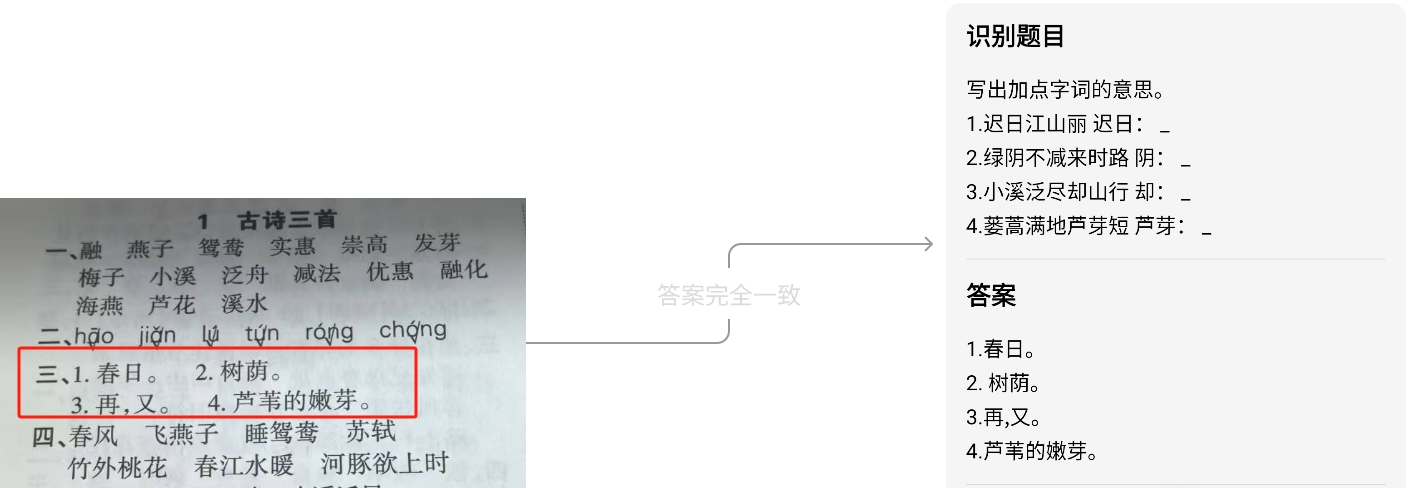 1 古诗三首
一、融 燕子 鸳鸯 实惠 崇高 发芽
梅子 小溪 泛舟 减法 优惠 融化
海燕 芦花 溪水
二、hāo jiǎn lú tún róng chóng
三、1. 春日。 2. 树荫。
3. 再,又。 4. 芦苇的嫩芽。
四、春风 飞燕子 睡鸳鸯 苏轼
竹外桃花 春江水暖 河豚欲上时
答案完全一致
识别题目
写出加点字词的意思。
1.迟日江山丽 迟日： _
2.绿阴不减来时路 阴： _
3.小溪泛尽却山行 却： _
4.蒌蒿满地芦芽短 芦芽： _
答案
1.春日。
2. 树荫。
3.再,又。
4.芦苇的嫩芽。